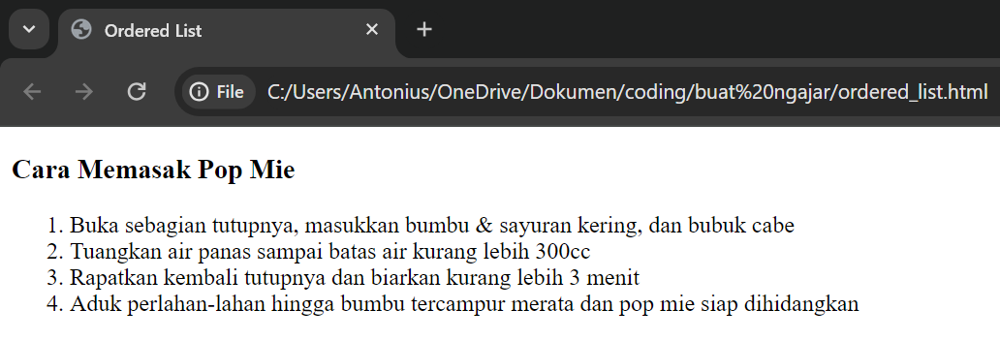 Ordered List
File C:/Users/Antonius/OneDrive/Dokumen/coding/buat%20ngajar/ordered_list.html
Cara Memasak Pop Mie
1. Buka sebagian tutupnya, masukkan bumbu & sayuran kering, dan bubuk cabe
2. Tuangkan air panas sampai batas air kurang lebih 300cc
3. Rapatkan kembali tutupnya dan biarkan kurang lebih 3 menit
4. Aduk perlahan-lahan hingga bumbu tercampur merata dan pop mie siap dihidangkan